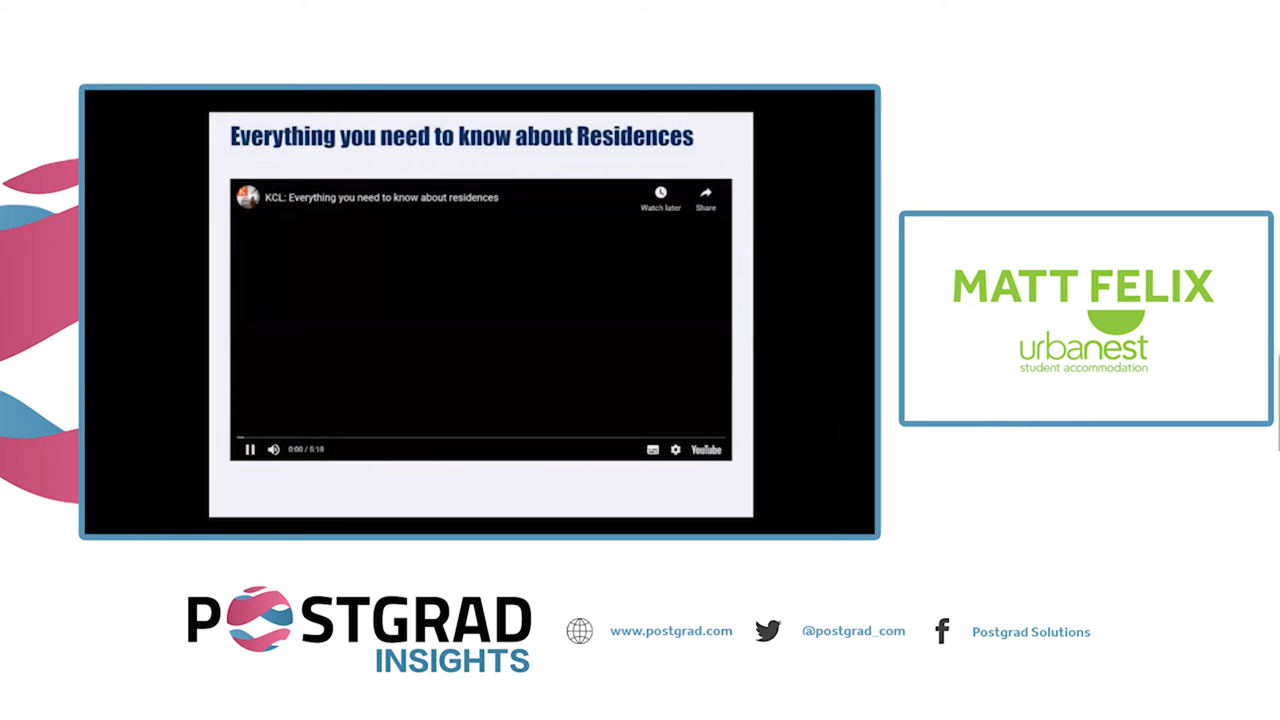 Everything you need to know about Residences
KCL: Everything you need to know about residences
Watch later
Share
0:00 / 5:18
YouTube
MATT FELIX
urbanest
student accommodation
POSTGRAD
INSIGHTS
www.postgrad.com
@postgrad_com
Postgrad Solutions